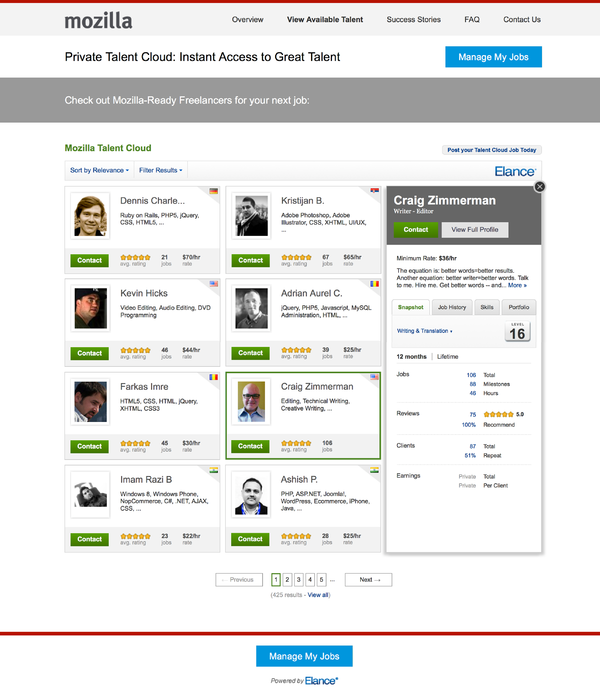 mozilla
Overview
View Available Talent
Success Stories
FAQ
Contact Us
Private Talent Cloud: Instant Access to Great Talent
Manage My Jobs
Check out Mozilla-Ready Freelancers for your next job:
Mozilla Talent Cloud
Post your Talent Cloud Job Today
Sort by Relevance
Filter Results
Elance
Dennis Charle...
Ruby on Rails, PHP5, jQuery,
CSS, HTML5, ...
Contact
avg. rating
21
jobs
$70/hr
rate
Kristijan B.
Adobe Photoshop, Adobe
Illustrator, CSS, XHTML, UI/UX,
...
Contact
avg. rating
67
jobs
$65/hr
rate
Kevin Hicks
Video Editing, Audio Editing, DVD
Programming
Contact
avg. rating
46
jobs
$44/hr
rate
Adrian Aurel C.
jQuery, PHP5, Javascript, MySQL
Administration, HTML, ...
Contact
avg. rating
39
jobs
$25/hr
rate
Farkas Imre
HTML5, CSS, HTML, jQuery,
XHTML, CSS3
Contact
avg. rating
45
jobs
$30/hr
rate
Craig Zimmerman
Editing, Technical Writing,
Creative Writing, ...
Contact
avg. rating
106
jobs
Imam Razi B
Windows 8, Windows Phone,
NopCommerce, C#, .NET, AJAX,
CSS, ...
Contact
avg. rating
23
jobs
$22/hr
rate
Ashish P.
PHP, ASP.NET, Joomla!,
WordPress, Ecommerce, iPhone,
Java, ...
Contact
avg. rating
28
jobs
$25/hr
rate
Craig Zimmerman
Writer - Editor
Contact
View Full Profile
Minimum Rate: $36/hr
The equation is: better words=better results.
Another equation: better writer=better words. Talk
to me. Hire me. Get better words -- and... More »
Snapshot
Job History
Skills
Portfolio
Writing & Translation
LEVEL
16
12 months | Lifetime
Jobs
106 Total
68 Milestones
46 Hours
Reviews
75 5.0
100% Recommend
Clients
67 Total
51% Repeat
Earnings
Private Total
Private Per Client
← Previous
1
2
3
4
5
...
Next →
(425 results - View all)
Manage My Jobs
Powered by Elance